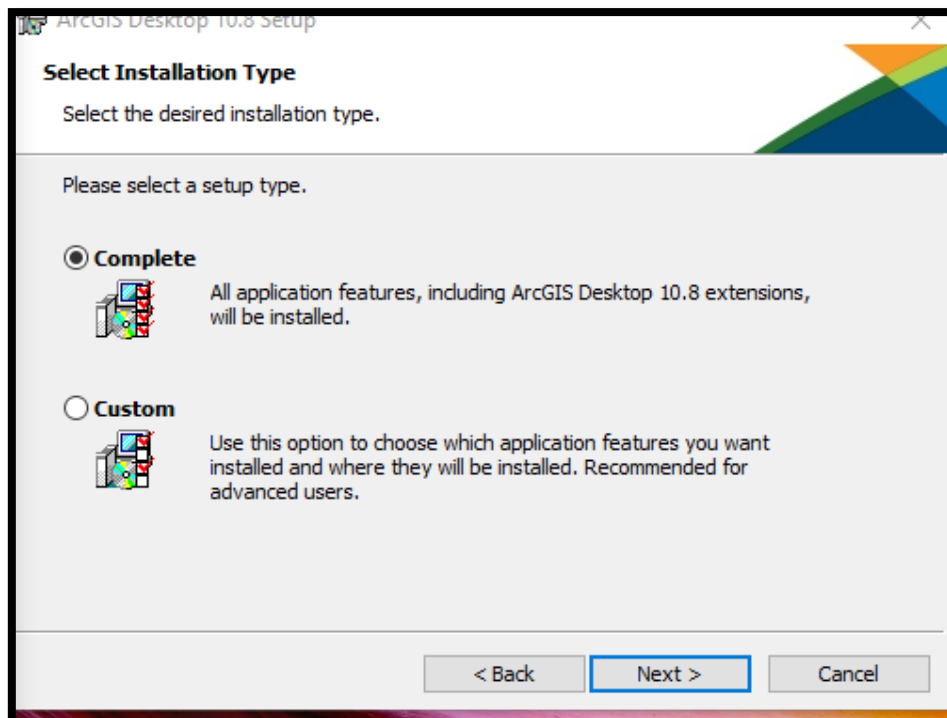 ArcGIS Desktop 10.8 Setup
Select Installation Type
Select the desired installation type.
Please select a setup type.
Complete
All application features, including ArcGIS Desktop 10.8 extensions,
will be installed.
Custom
Use this option to choose which application features you want
installed and where they will be installed. Recommended for
advanced users.
< Back
Next >
Cancel